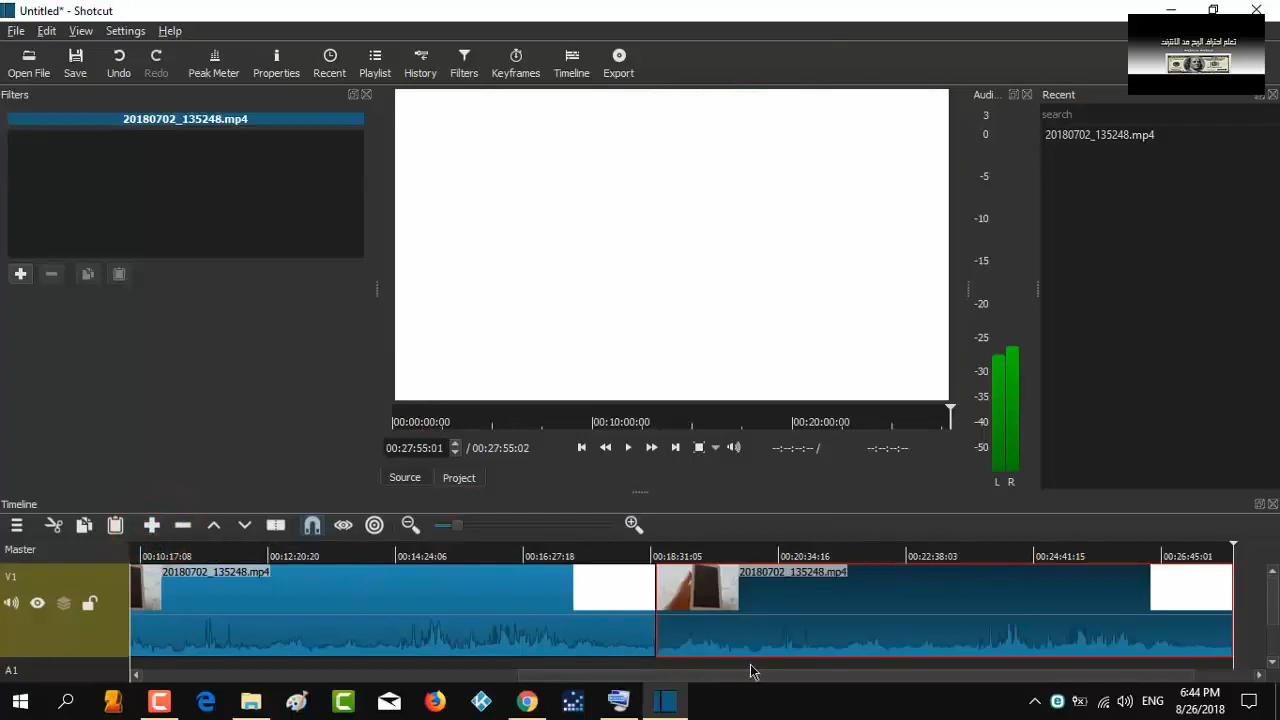 Untitled* - Shotcut
File Edit View Settings Help
تعلم احتراف الربح من الانترنت
Open File Save Undo Redo Peak Meter Properties Recent Playlist History Filters Keyframes Timeline Export
Filters
Audi...
Recent
20180702_135248.mp4
search
20180702_135248.mp4
3
0
-5
-10
-15
-20
-25
-30
-35
-40
-50
L R
00:00:00:00 00:10:00:00 00:20:00:00
00:27:55:01 / 00:27:55:02 --:--:--:-- / --:--:--:--
Source Project
Timeline
Master
00:10:17:08 00:12:20:20 00:14:24:06 00:16:27:18 00:18:31:05 00:20:34:16 00:22:38:03 00:24:41:15 00:26:45:01
V1
20180702_135248.mp4 20180702_135248.mp4
A1
ENG
6:44 PM
8/26/2018